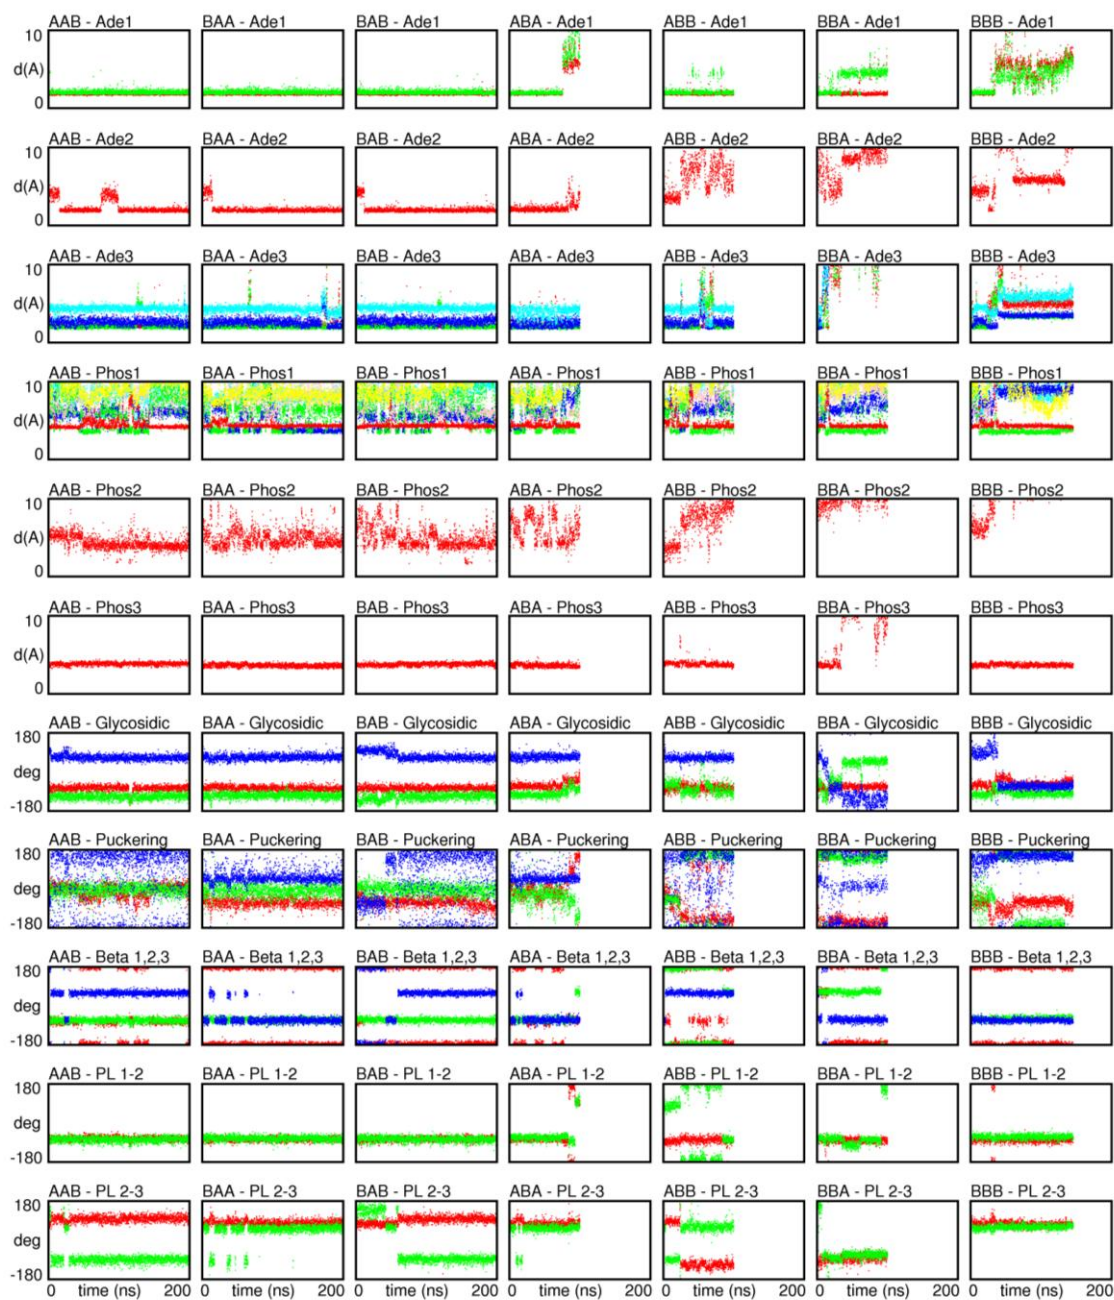 AAB - Ade1 BAA - Ade1 BAB - Ade1 ABA - Ade1 ABB - Ade1 BBA - Ade1 BBB - Ade1
10
d(A)
0
AAB - Ade2 BAA - Ade2 BAB - Ade2 ABA - Ade2 ABB - Ade2 BBA - Ade2 BBB - Ade2
10
d(A)
0
AAB - Ade3 BAA - Ade3 BAB - Ade3 ABA - Ade3 ABB - Ade3 BBA - Ade3 BBB - Ade3
10
d(A)
0
AAB - Phos1 BAA - Phos1 BAB - Phos1 ABA - Phos1 ABB - Phos1 BBA - Phos1 BBB - Phos1
10
d(A)
0
AAB - Phos2 BAA - Phos2 BAB - Phos2 ABA - Phos2 ABB - Phos2 BBA - Phos2 BBB - Phos2
10
d(A)
0
AAB - Phos3 BAA - Phos3 BAB - Phos3 ABA - Phos3 ABB - Phos3 BBA - Phos3 BBB - Phos3
10
d(A)
0
AAB - Glycosidic BAA - Glycosidic BAB - Glycosidic ABA - Glycosidic ABB - Glycosidic BBA - Glycosidic BBB - Glycosidic
180
deg
-180
AAB - Puckering BAA - Puckering BAB - Puckering ABA - Puckering ABB - Puckering BBA - Puckering BBB - Puckering
180
deg
-180
AAB - Beta 1,2,3 BAA - Beta 1,2,3 BAB - Beta 1,2,3 ABA - Beta 1,2,3 ABB - Beta 1,2,3 BBA - Beta 1,2,3 BBB - Beta 1,2,3
180
deg
-180
AAB - PL 1-2 BAA - PL 1-2 BAB - PL 1-2 ABA - PL 1-2 ABB - PL 1-2 BBA - PL 1-2 BBB - PL 1-2
180
deg
-180
AAB - PL 2-3 BAA - PL 2-3 BAB - PL 2-3 ABA - PL 2-3 ABB - PL 2-3 BBA - PL 2-3 BBB - PL 2-3
180
deg
-180
0 time (ns) 200 0 time (ns) 200 0 time (ns) 200 0 time (ns) 200 0 time (ns) 200 0 time (ns) 200 0 time (ns) 200